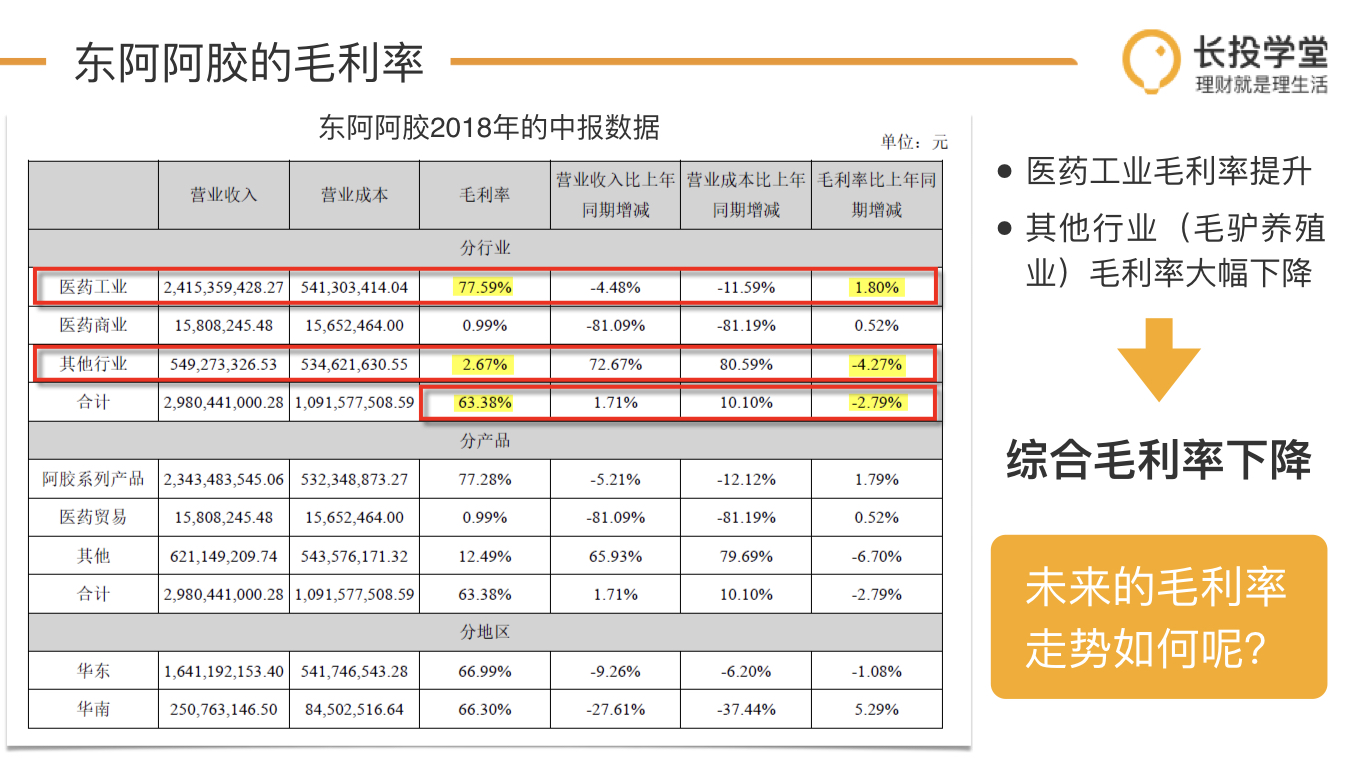 东阿阿胶的毛利率
长投学堂
理财就是理生活
东阿阿胶2018年的中报数据
单位：元
营业收入 营业成本 毛利率 营业收入比上年同期增减 营业成本比上年同期增减 毛利率比上年同期增减
分行业
医药工业 2,415,359,428.27 541,303,414.04 77.59% -4.48% -11.59% 1.80%
医药商业 15,808,245.48 15,652,464.00 0.99% -81.09% -81.19% 0.52%
其他行业 549,273,326.53 534,621,630.55 2.67% 72.67% 80.59% -4.27%
合计 2,980,441,000.28 1,091,577,508.59 63.38% 1.71% 10.10% -2.79%
分产品
阿胶系列产品 2,343,483,545.06 532,348,873.27 77.28% -5.21% -12.12% 1.79%
医药贸易 15,808,245.48 15,652,464.00 0.99% -81.09% -81.19% 0.52%
其他 621,149,209.74 543,576,171.32 12.49% 65.93% 79.69% -6.70%
合计 2,980,441,000.28 1,091,577,508.59 63.38% 1.71% 10.10% -2.79%
分地区
华东 1,641,192,153.40 541,746,543.28 66.99% -9.26% -6.20% -1.08%
华南 250,763,146.50 84,502,516.64 66.30% -27.61% -37.44% 5.29%
● 医药工业毛利率提升
● 其他行业（毛驴养殖
业）毛利率大幅下降
综合毛利率下降
未来的毛利率
走势如何呢？